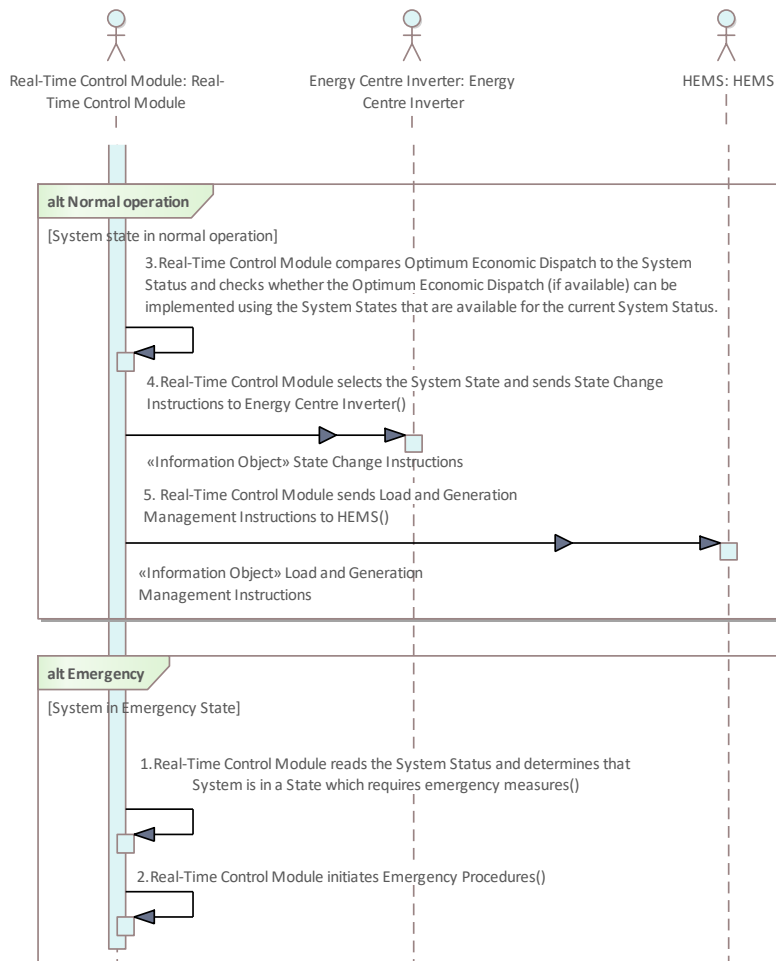 Real-Time Control Module: Real-
Time Control Module
Energy Centre Inverter: Energy
Centre Inverter
HEMS: HEMS
alt Normal operation
[System state in normal operation]
3.Real-Time Control Module compares Optimum Economic Dispatch to the System
Status and checks whether the Optimum Economic Dispatch (if available) can be
implemented using the System States that are available for the current System Status.
4.Real-Time Control Module selects the System State and sends State Change
Instructions to Energy Centre Inverter()
«Information Object» State Change Instructions
5. Real-Time Control Module sends Load and Generation
Management Instructions to HEMS()
«Information Object» Load and Generation
Management Instructions
alt Emergency
[System in Emergency State]
1.Real-Time Control Module reads the System Status and determines that
System is in a State which requires emergency measures()
2.Real-Time Control Module initiates Emergency Procedures()